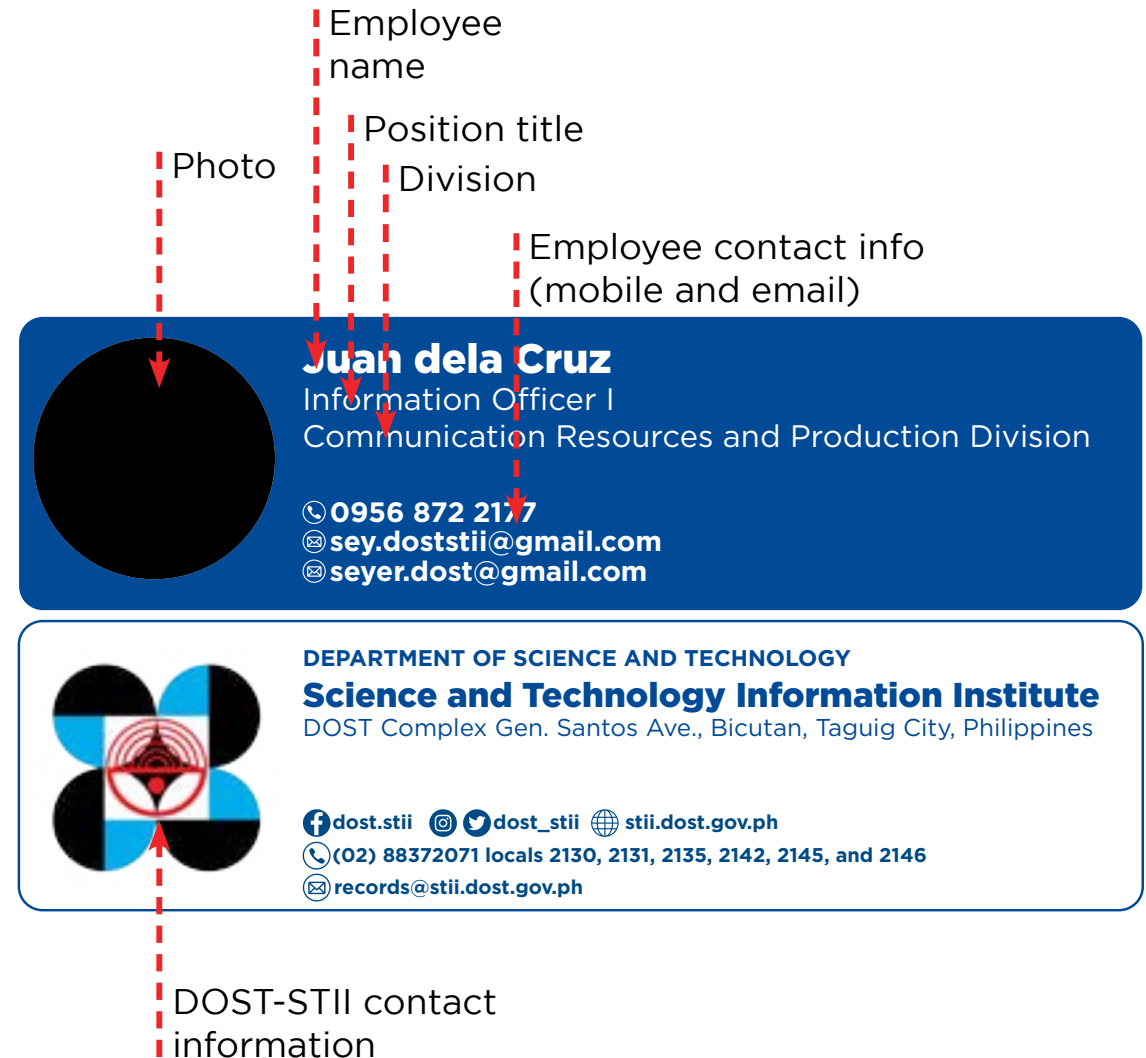 Employee
name
Position title
Photo
Division
Employee contact info
(mobile and email)
Juan dela Cruz
Information Officer I
Communication Resources and Production Division
0956 872 2177
sey.doststii@gmail.com
seyer.dost@gmail.com
DEPARTMENT OF SCIENCE AND TECHNOLOGY
Science and Technology Information Institute
DOST Complex Gen. Santos Ave., Bicutan, Taguig City, Philippines
dost.stii dost_stii stii.dost.gov.ph
(02) 88372071 locals 2130, 2131, 2135, 2142, 2145, and 2146
records@stii.dost.gov.ph
DOST-STII contact
information